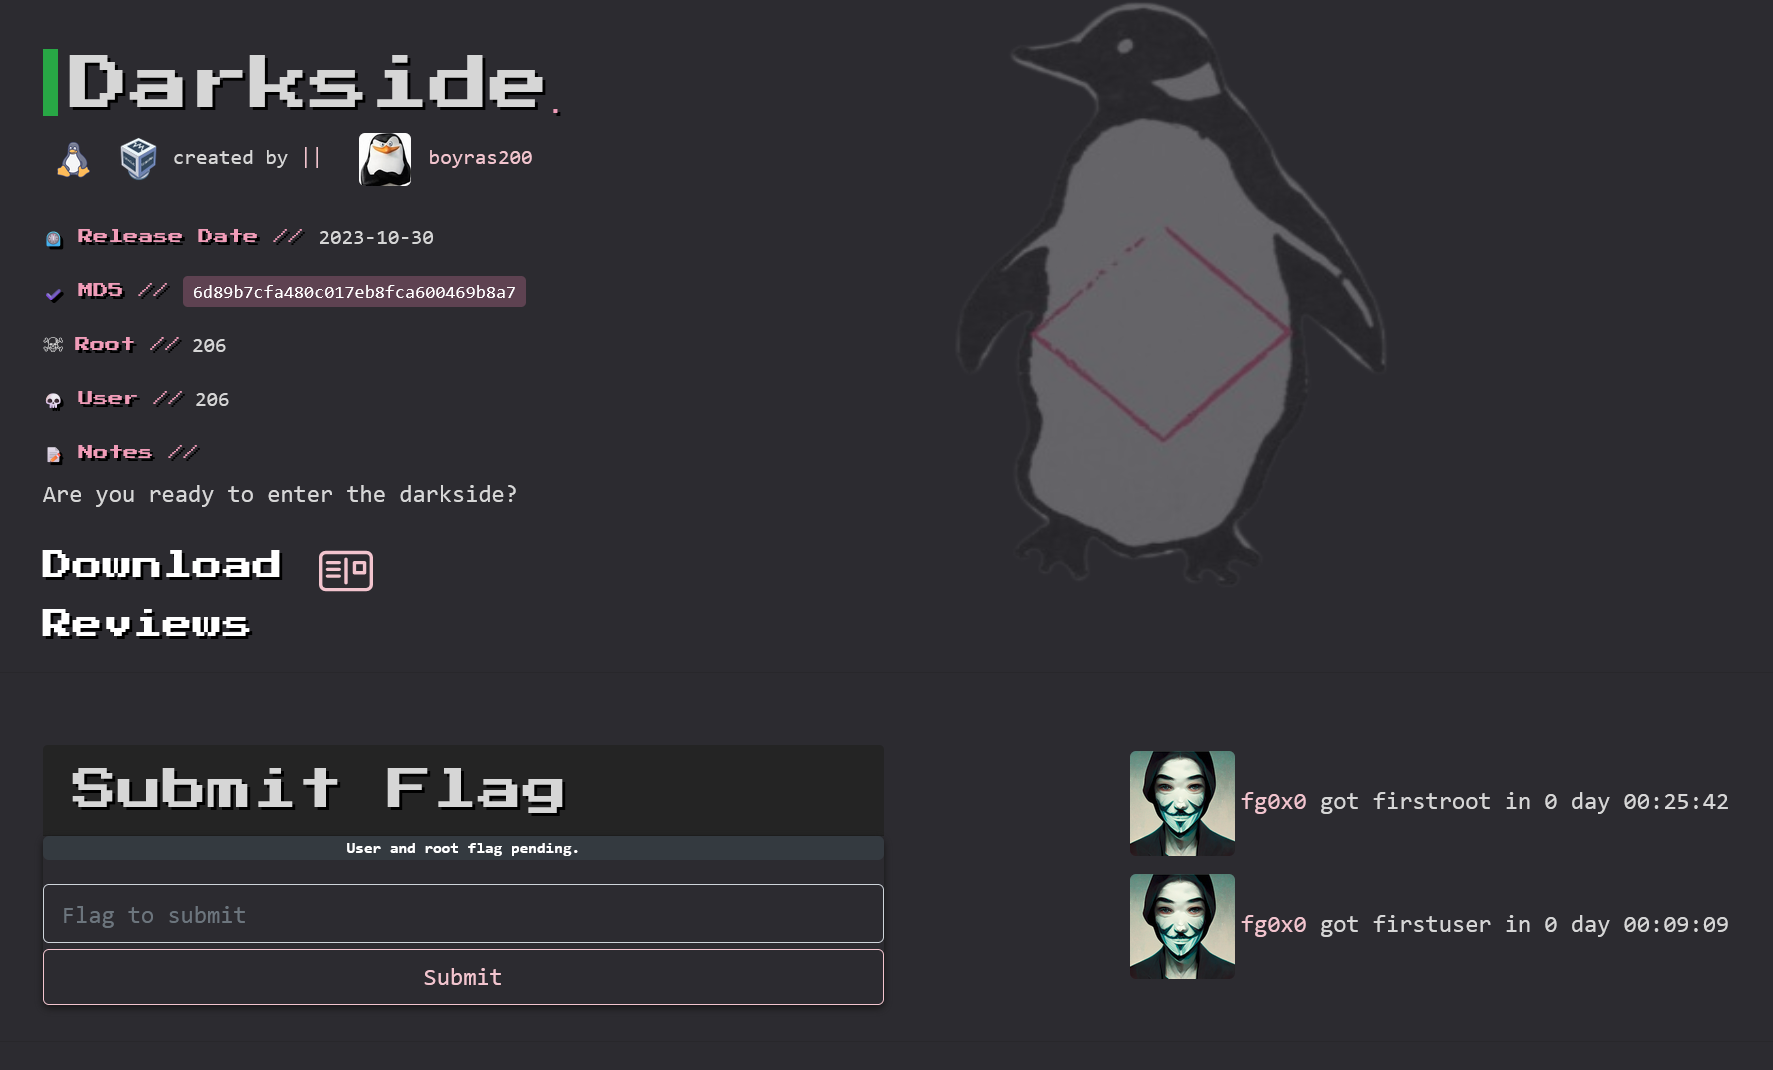 Darkside.
created by || boyras200
Release Date // 2023-10-30
MD5 // 6d89b7cfa480c017eb8fca600469b8a7
Root // 206
User // 206
Notes //
Are you ready to enter the darkside?
Download
Reviews
Submit Flag
User and root flag pending.
Flag to submit
Submit
fg0x0 got firstroot in 0 day 00:25:42
fg0x0 got firstuser in 0 day 00:09:09